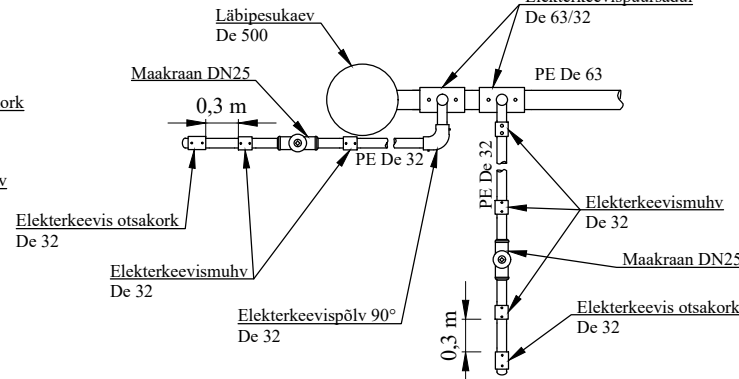 Läbipesukaev
De 500
De 63/32
Maakraan DN25
PE De 63
0,3 m
PE De 32
PE De 32
Elekterkeevis otsakork
De 32
Elekterkeevismuhv
De 32
Elekterkeevismuhv
De 32
Maakraan DN25
Elekterkeevispõlv 90°
De 32
0,3 m
Elekterkeevis otsakork
De 32